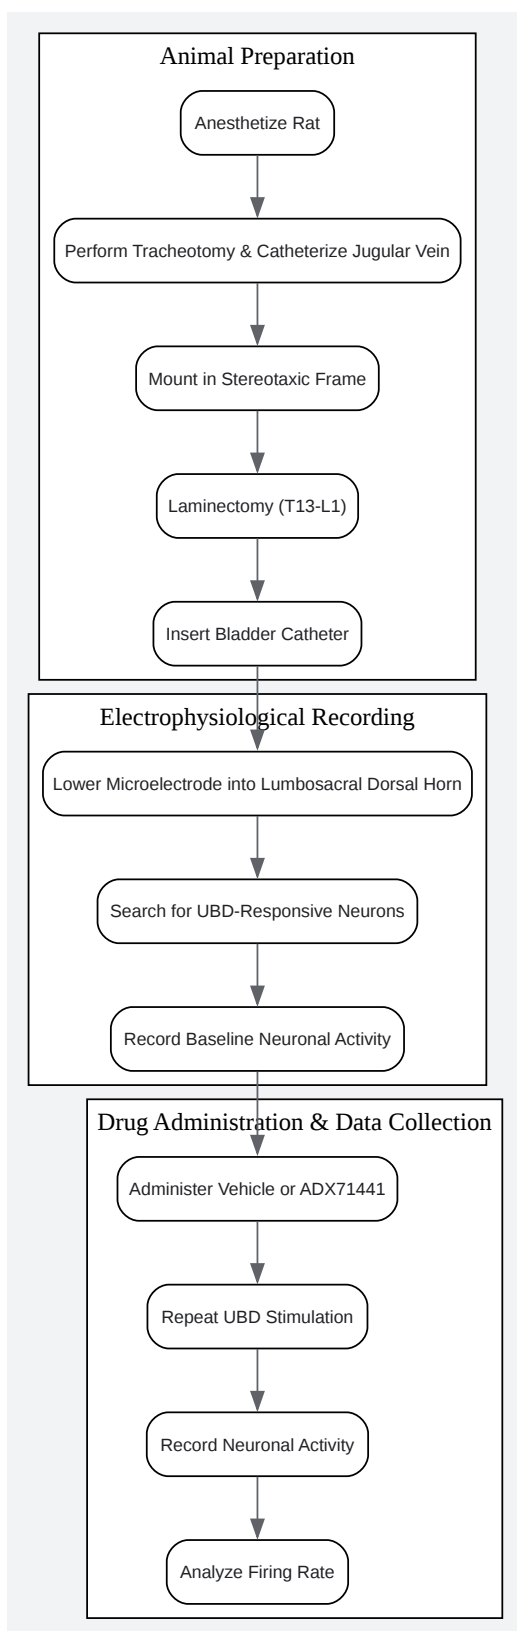 Animal Preparation
Anesthetize Rat
Perform Tracheotomy & Catheterize Jugular Vein
Mount in Stereotaxic Frame
Laminectomy (T13-L1)
Insert Bladder Catheter
Electrophysiological Recording
Lower Microelectrode into Lumbosacral Dorsal Horn
Search for UBD-Responsive Neurons
Record Baseline Neuronal Activity
Drug Administration & Data Collection
Administer Vehicle or ADX71441
Repeat UBD Stimulation
Record Neuronal Activity
Analyze Firing Rate